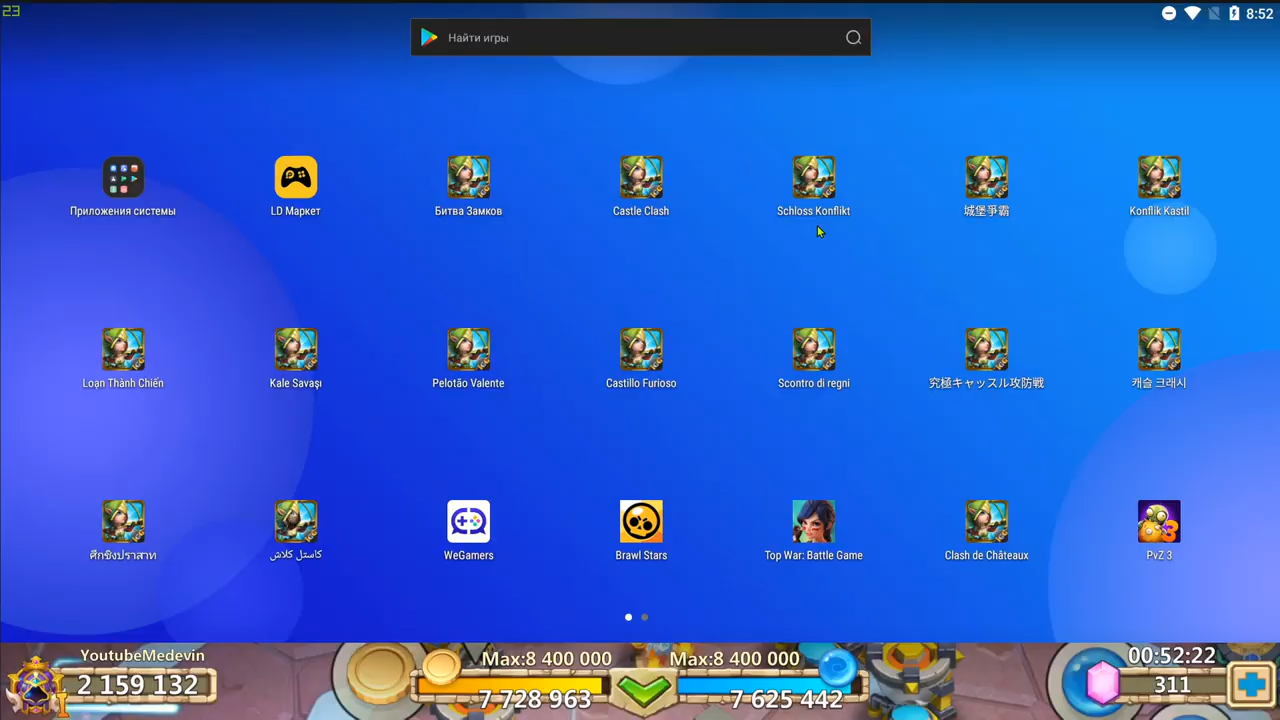 23
8:52
Найти игры
Приложения системы
LD Маркет
Битва Замков
Castle Clash
Schloss Konflikt
城堡爭霸
Konflik Kastil
Loạn Thành Chiến
Kale Savaşı
Pelotão Valente
Castillo Furioso
Scontro di regni
究極キャッスル攻防戦
캐슬 크래시
ศึกชิงปราสาท
كاستل كلاش
WeGamers
Brawl Stars
Top War: Battle Game
Clash de Châteaux
PvZ 3
YoutubeMedevin
2 159 132
Max:8 400 000
7 728 963
Max:8 400 000
7 625 442
00:52:22
311